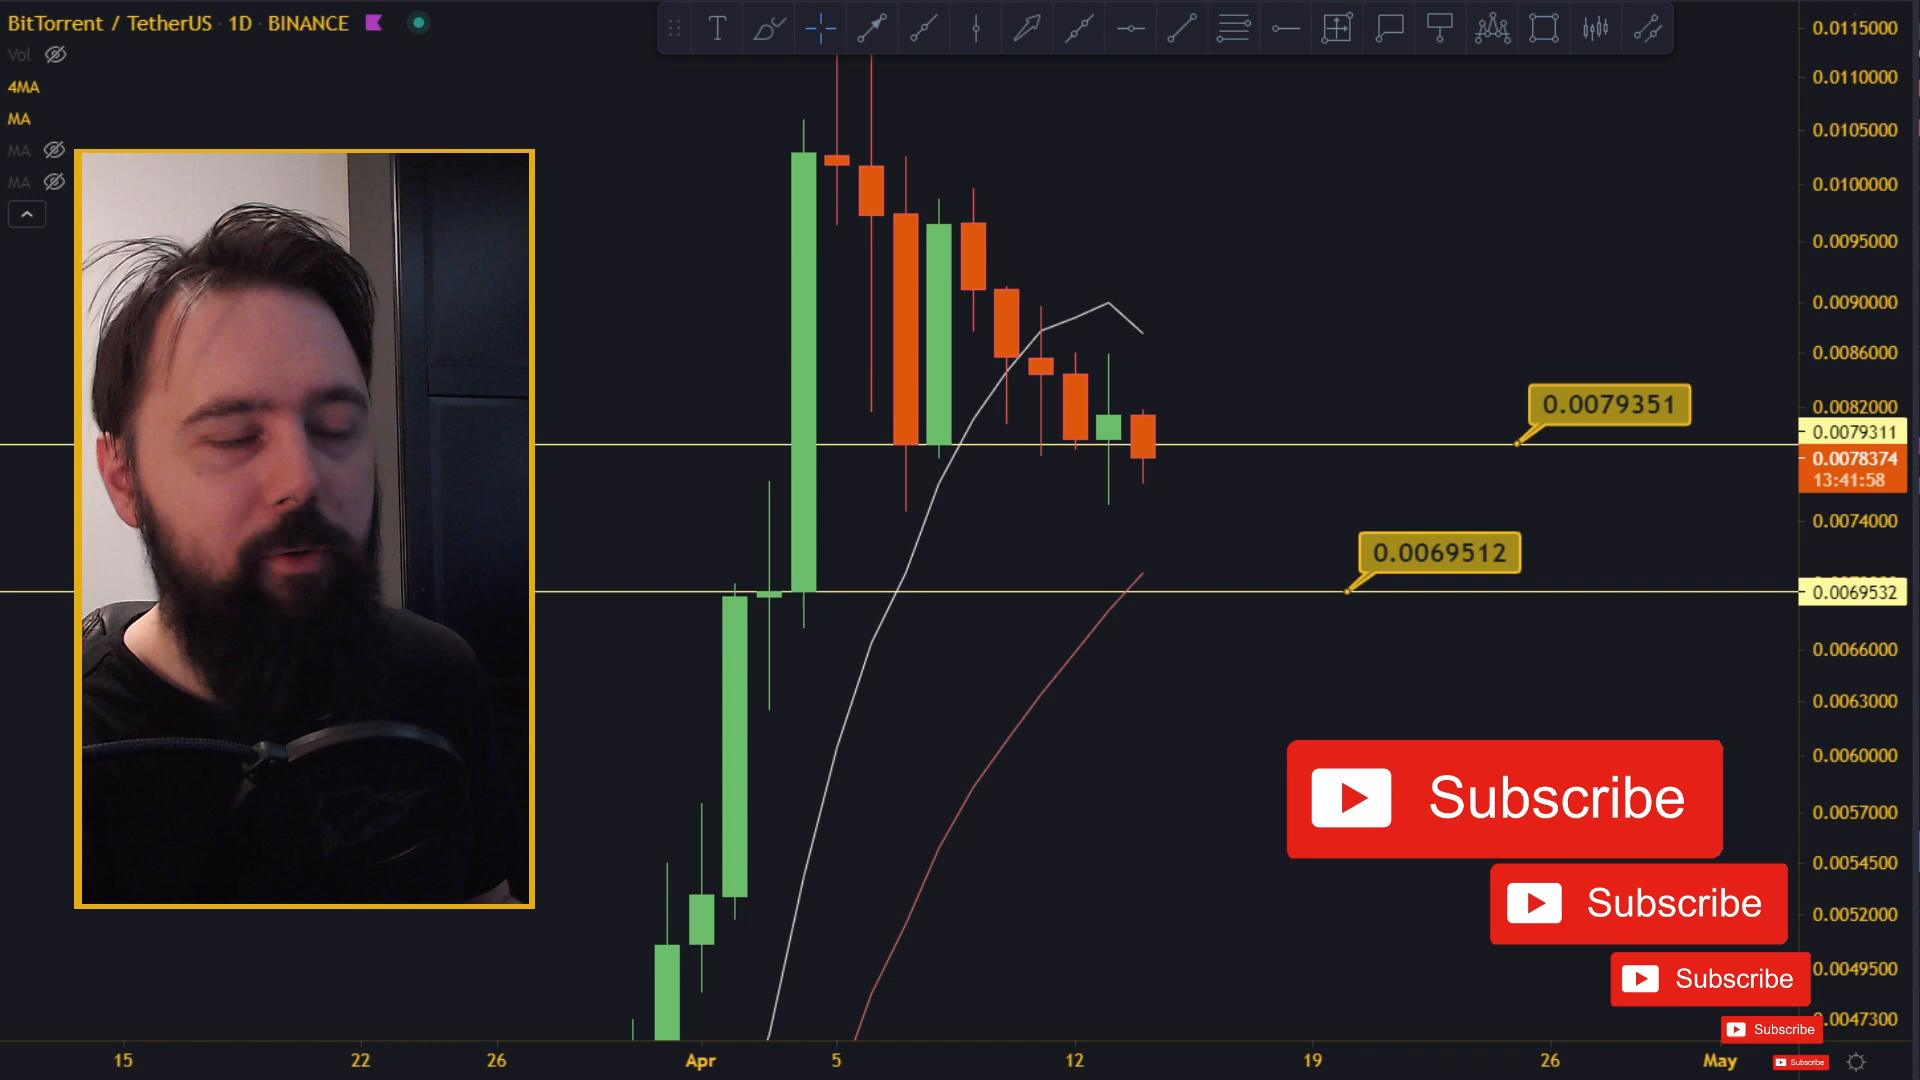 BitTorrent / TetherUS · 1D · BINANCE
Vol
4MA
MA
MA
MA
T
0.0115000
0.0110000
0.0105000
0.0100000
0.0095000
0.0090000
0.0086000
0.0082000
0.0079351
0.0079311
0.0078374
13:41:58
0.0074000
0.0069512
0.0069532
0.0066000
0.0063000
0.0060000
0.0057000
0.0054500
0.0052000
0.0049500
0.0047300
Subscribe
Subscribe
Subscribe
Subscribe
Subscribe
15 22 26 Apr 5 12 19 26 May